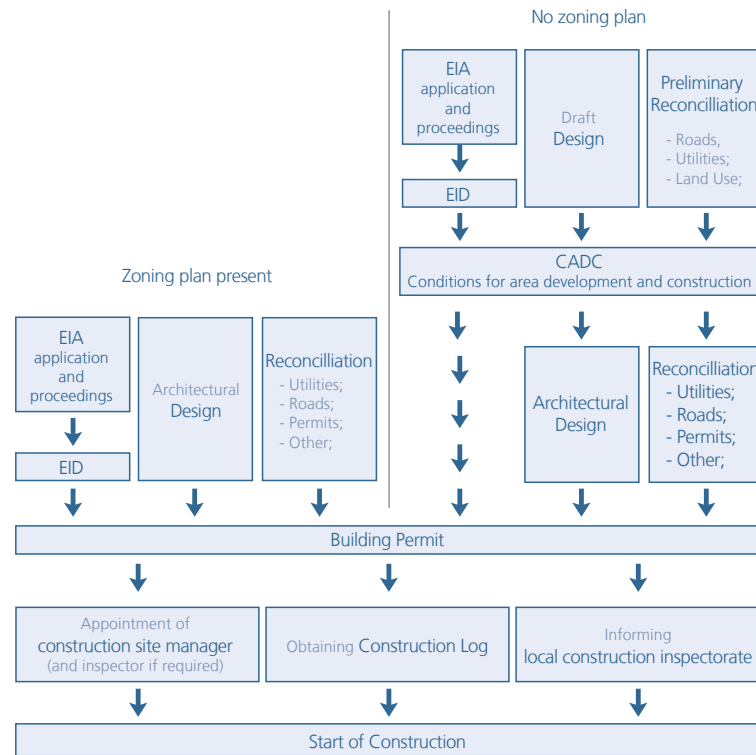 No zoning plan
EIA
application
and
proceedings
EID
Draft
Design
Preliminary
Reconcilliation
- Roads,
- Utilities;
- Land Use;
CADC
Conditions for area development and construction
Zoning plan present
EIA
application
and
proceedings
EID
Architectural
Design
Reconcilliation
- Utilities;
- Roads;
- Permits;
- Other;
Architectural
Design
Reconcilliation
- Utilities;
- Roads;
- Permits;
- Other;
Building Permit
Appointment of
construction site manager
(and inspector if required)
Obtaining Construction Log
Informing
local construction inspectorate
Start of Construction